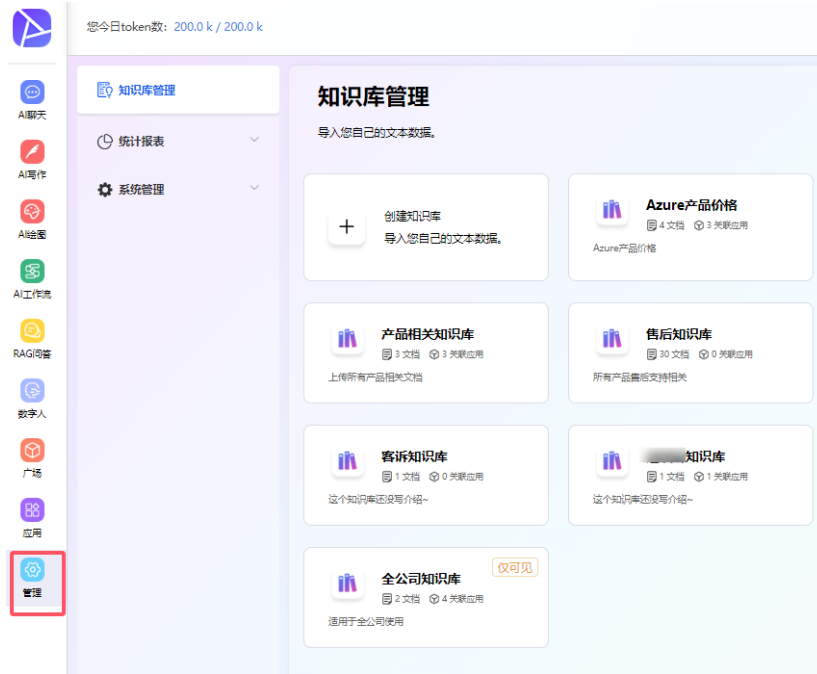 您今日token数： 200.0 k / 200.0 k
AI聊天
AI写作
AI绘图
AI工作流
RAG问答
数字人
广场
应用
管理
知识库管理
统计报表
系统管理
知识库管理
导入您自己的文本数据。
创建知识库
导入您自己的文本数据。
Azure产品价格
4 文档 3 关联应用
Azure产品价格
产品相关知识库
3 文档 3 关联应用
上传所有产品相关文档
售后知识库
30 文档 0 关联应用
所有产品售后支持相关
客诉知识库
1 文档 0 关联应用
这个知识库还没写介绍~
知识库
1 文档 1 关联应用
这个知识库还没写介绍~
全公司知识库
仅可见
2 文档 4 关联应用
适用于全公司使用